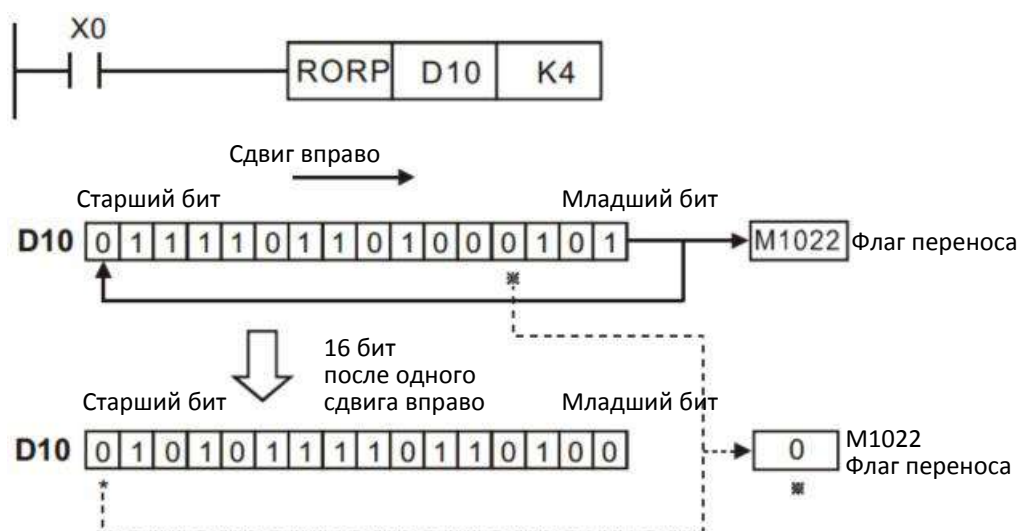 X0
RORP D10 K4
Сдвиг вправо
Старший бит Младший бит
D10 0 1 1 1 1 0 1 1 0 1 0 0 0 1 0 1 M1022 Флаг переноса
※
16 бит
после одного
сдвига вправо
Старший бит Младший бит
D10 0 1 0 1 0 1 1 1 1 0 1 1 0 1 0 0 0 M1022
Флаг переноса
* ※